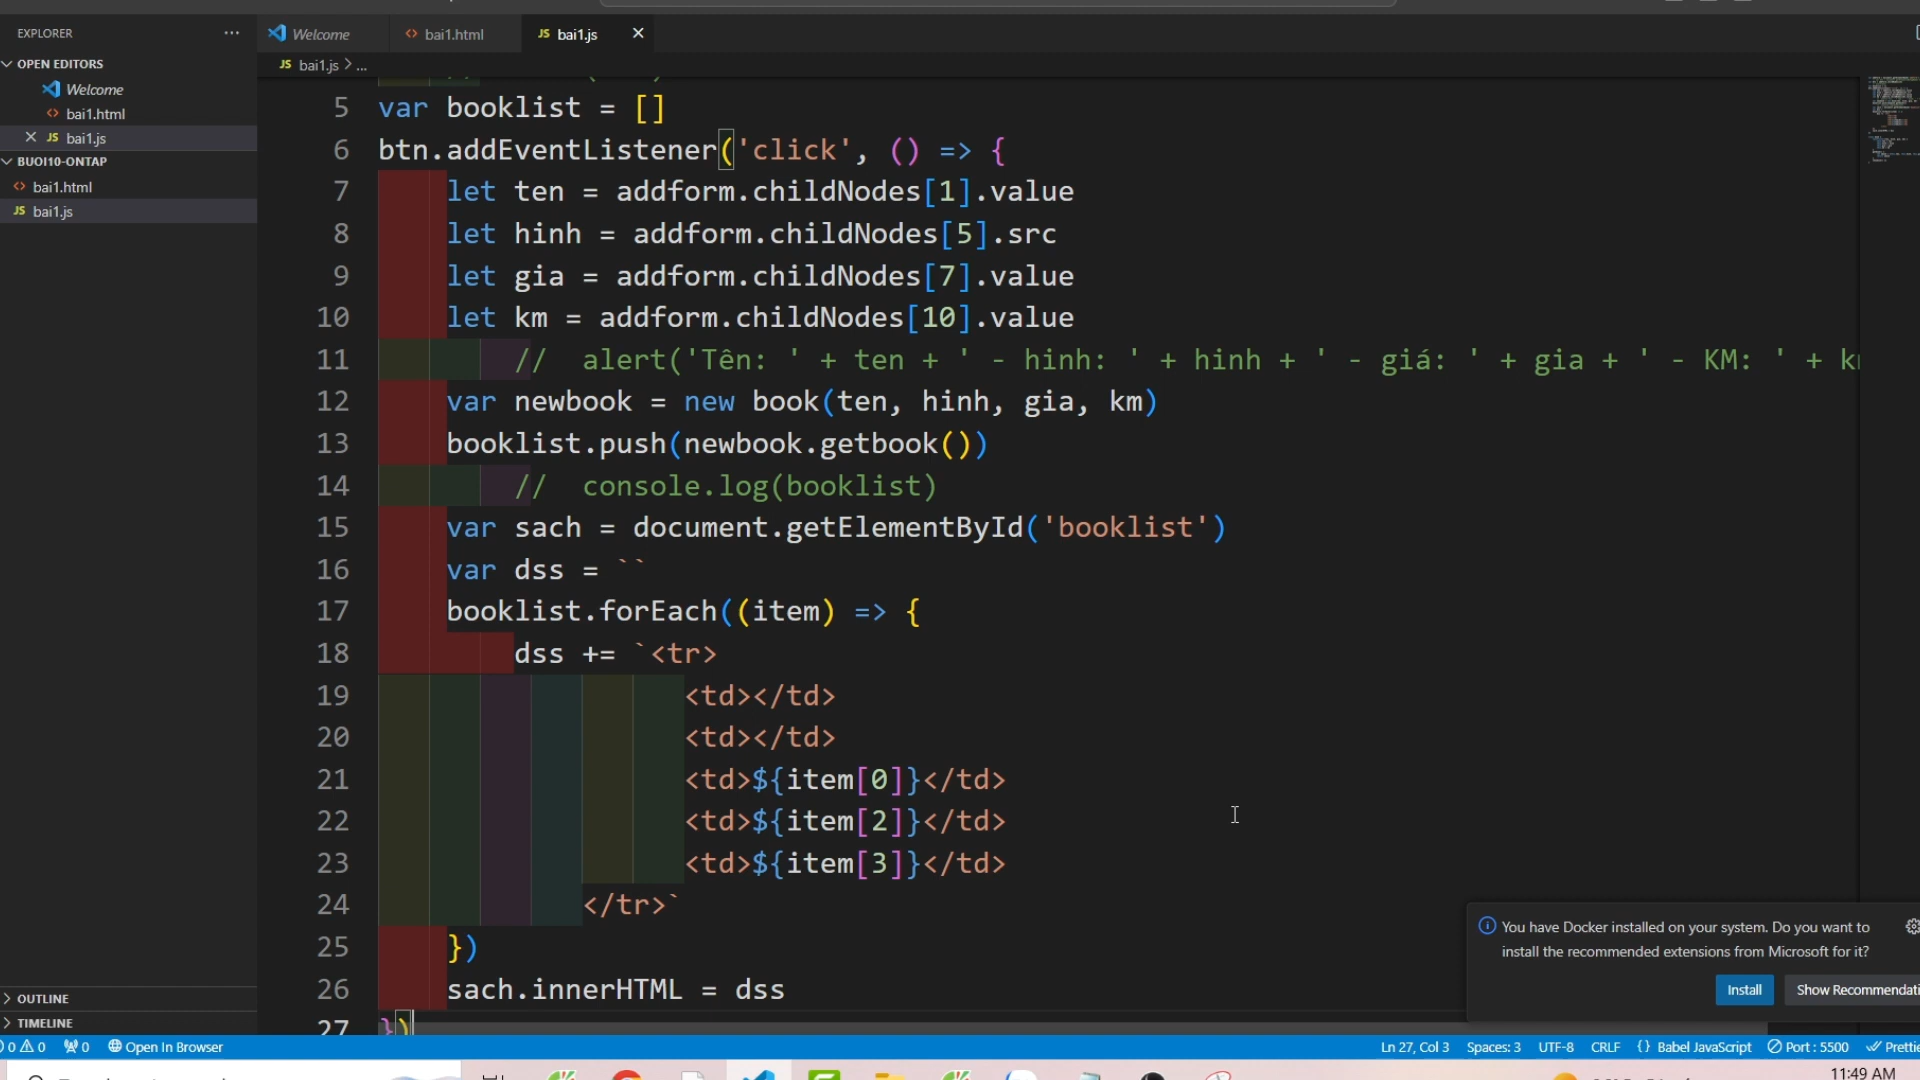 EXPLORER
···
Welcome
bai1.html
JS bai1.js
OPEN EDITORS
JS bai1.js > ...
Welcome
bai1.html
JS bai1.js
BUOI10-ONTAP
bai1.html
JS bai1.js
5 var booklist = []
6 btn.addEventListener('click', () => {
7 let ten = addform.childNodes[1].value
8 let hinh = addform.childNodes[5].src
9 let gia = addform.childNodes[7].value
10 let km = addform.childNodes[10].value
11 // alert('Tên: ' + ten + ' - hinh: ' + hinh + ' - giá: ' + gia + ' - KM: ' +
12 var newbook = new book(ten, hinh, gia, km)
13 booklist.push(newbook.getbook())
14 // console.log(booklist)
15 var sach = document.getElementById('booklist')
16 var dss = ``
17 booklist.forEach((item) => {
18 dss += `<tr>
19 <td></td>
20 <td></td>
21 <td>${item[0]}</td>
22 <td>${item[2]}</td>
23 <td>${item[3]}</td>
24 </tr>`
25 })
26 sach.innerHTML = dss
27 })
You have Docker installed on your system. Do you want to
install the recommended extensions from Microsoft for it?
Install
Show
OUTLINE
TIMELINE
0 0
0
Open In Browser
Ln 27, Col 3
Spaces: 3
UTF-8
CRLF
{ } Babel JavaScript
Port : 5500
11:49 AM